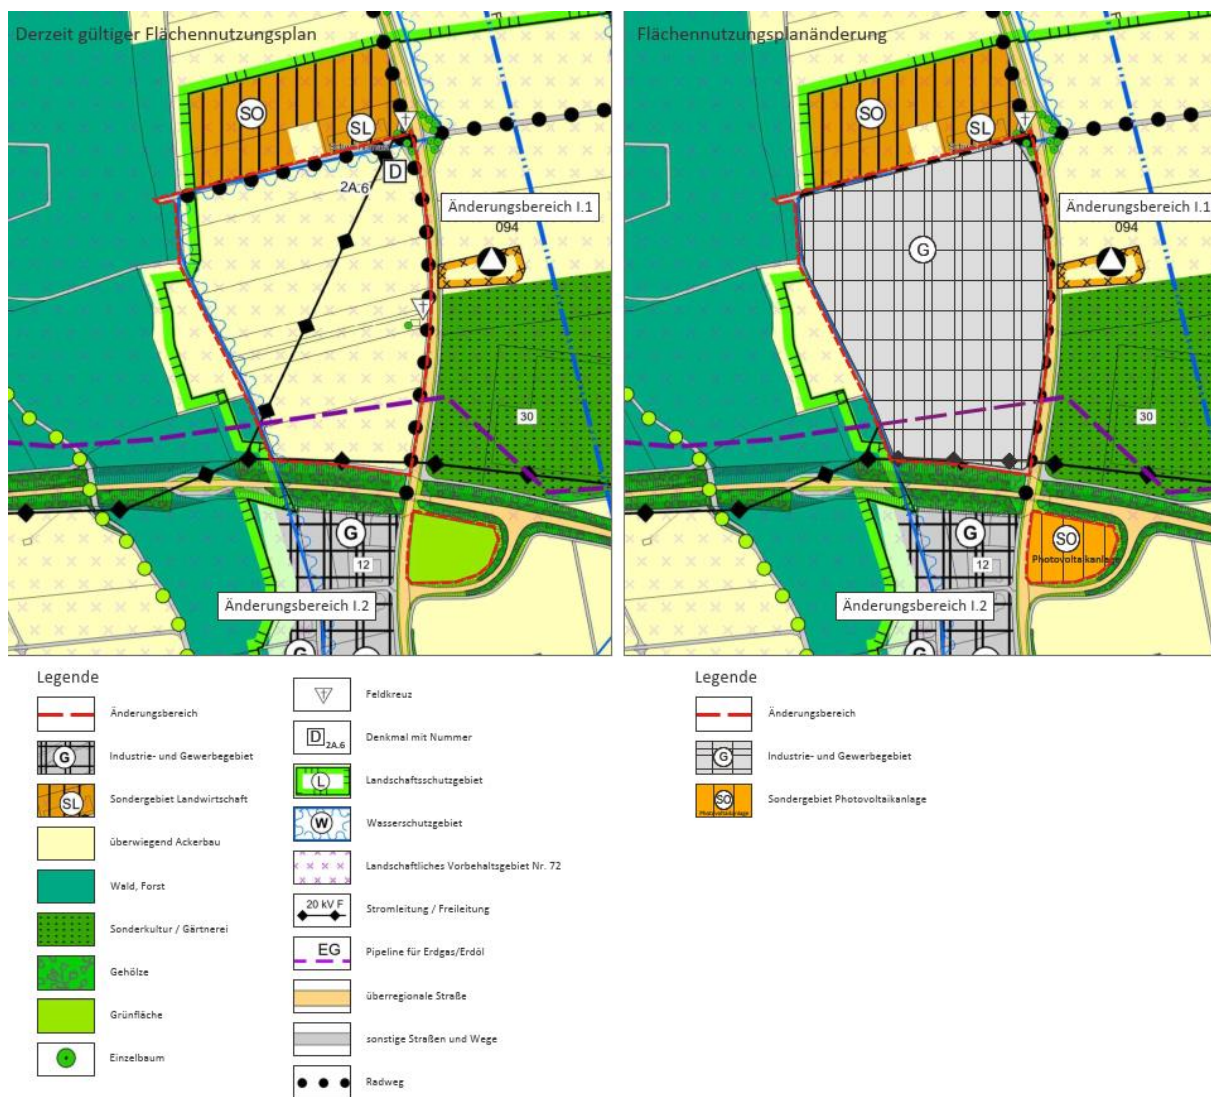 Derzeit gültiger Flächennutzungsplan
SO
SL
2A.6
D
Änderungsbereich I.1
094
30
G
12
Änderungsbereich I.2
G
Flächennutzungsplanänderung
SO
SL
Änderungsbereich I.1
094
G
30
G
12
SO
Photovoltaikanlage
Änderungsbereich I.2
G
Legende
Änderungsbereich
G
Industrie- und Gewerbegebiet
SL
Sondergebiet Landwirtschaft
überwiegend Ackerbau
Wald, Forst
Sonderkultur / Gärtnerei
Gehölze
Grünfläche
Einzelbaum
Feldkreuz
D 2A.6
Denkmal mit Nummer
L
Landschaftsschutzgebiet
W
Wasserschutzgebiet
Landschaftliches Vorbehaltsgebiet Nr. 72
20 kV F
Stromleitung / Freileitung
EG
Pipeline für Erdgas/Erdöl
überregionale Straße
sonstige Straßen und Wege
Radweg
Legende
Änderungsbereich
G
Industrie- und Gewerbegebiet
SO
Photovoltaikanlage
Sondergebiet Photovoltaikanlage